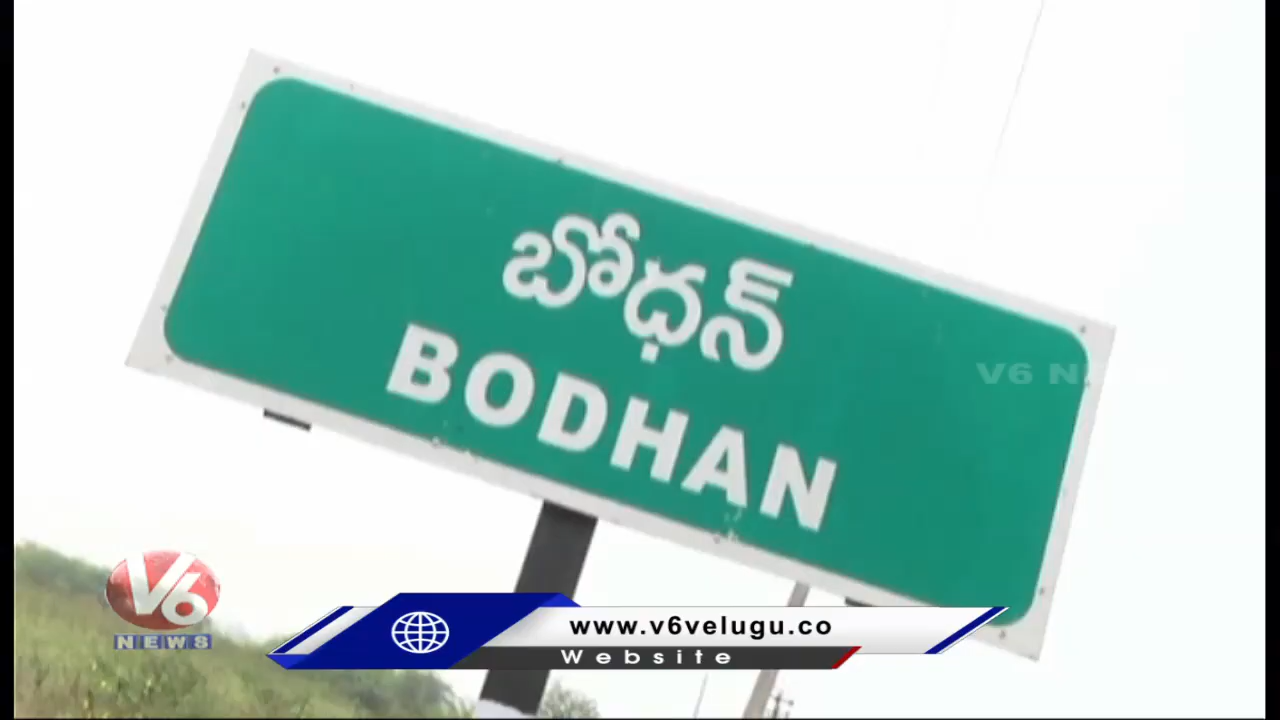 బోధన్
BODHAN
V6 N
V6
NEWS
www.v6velugu.co
Website